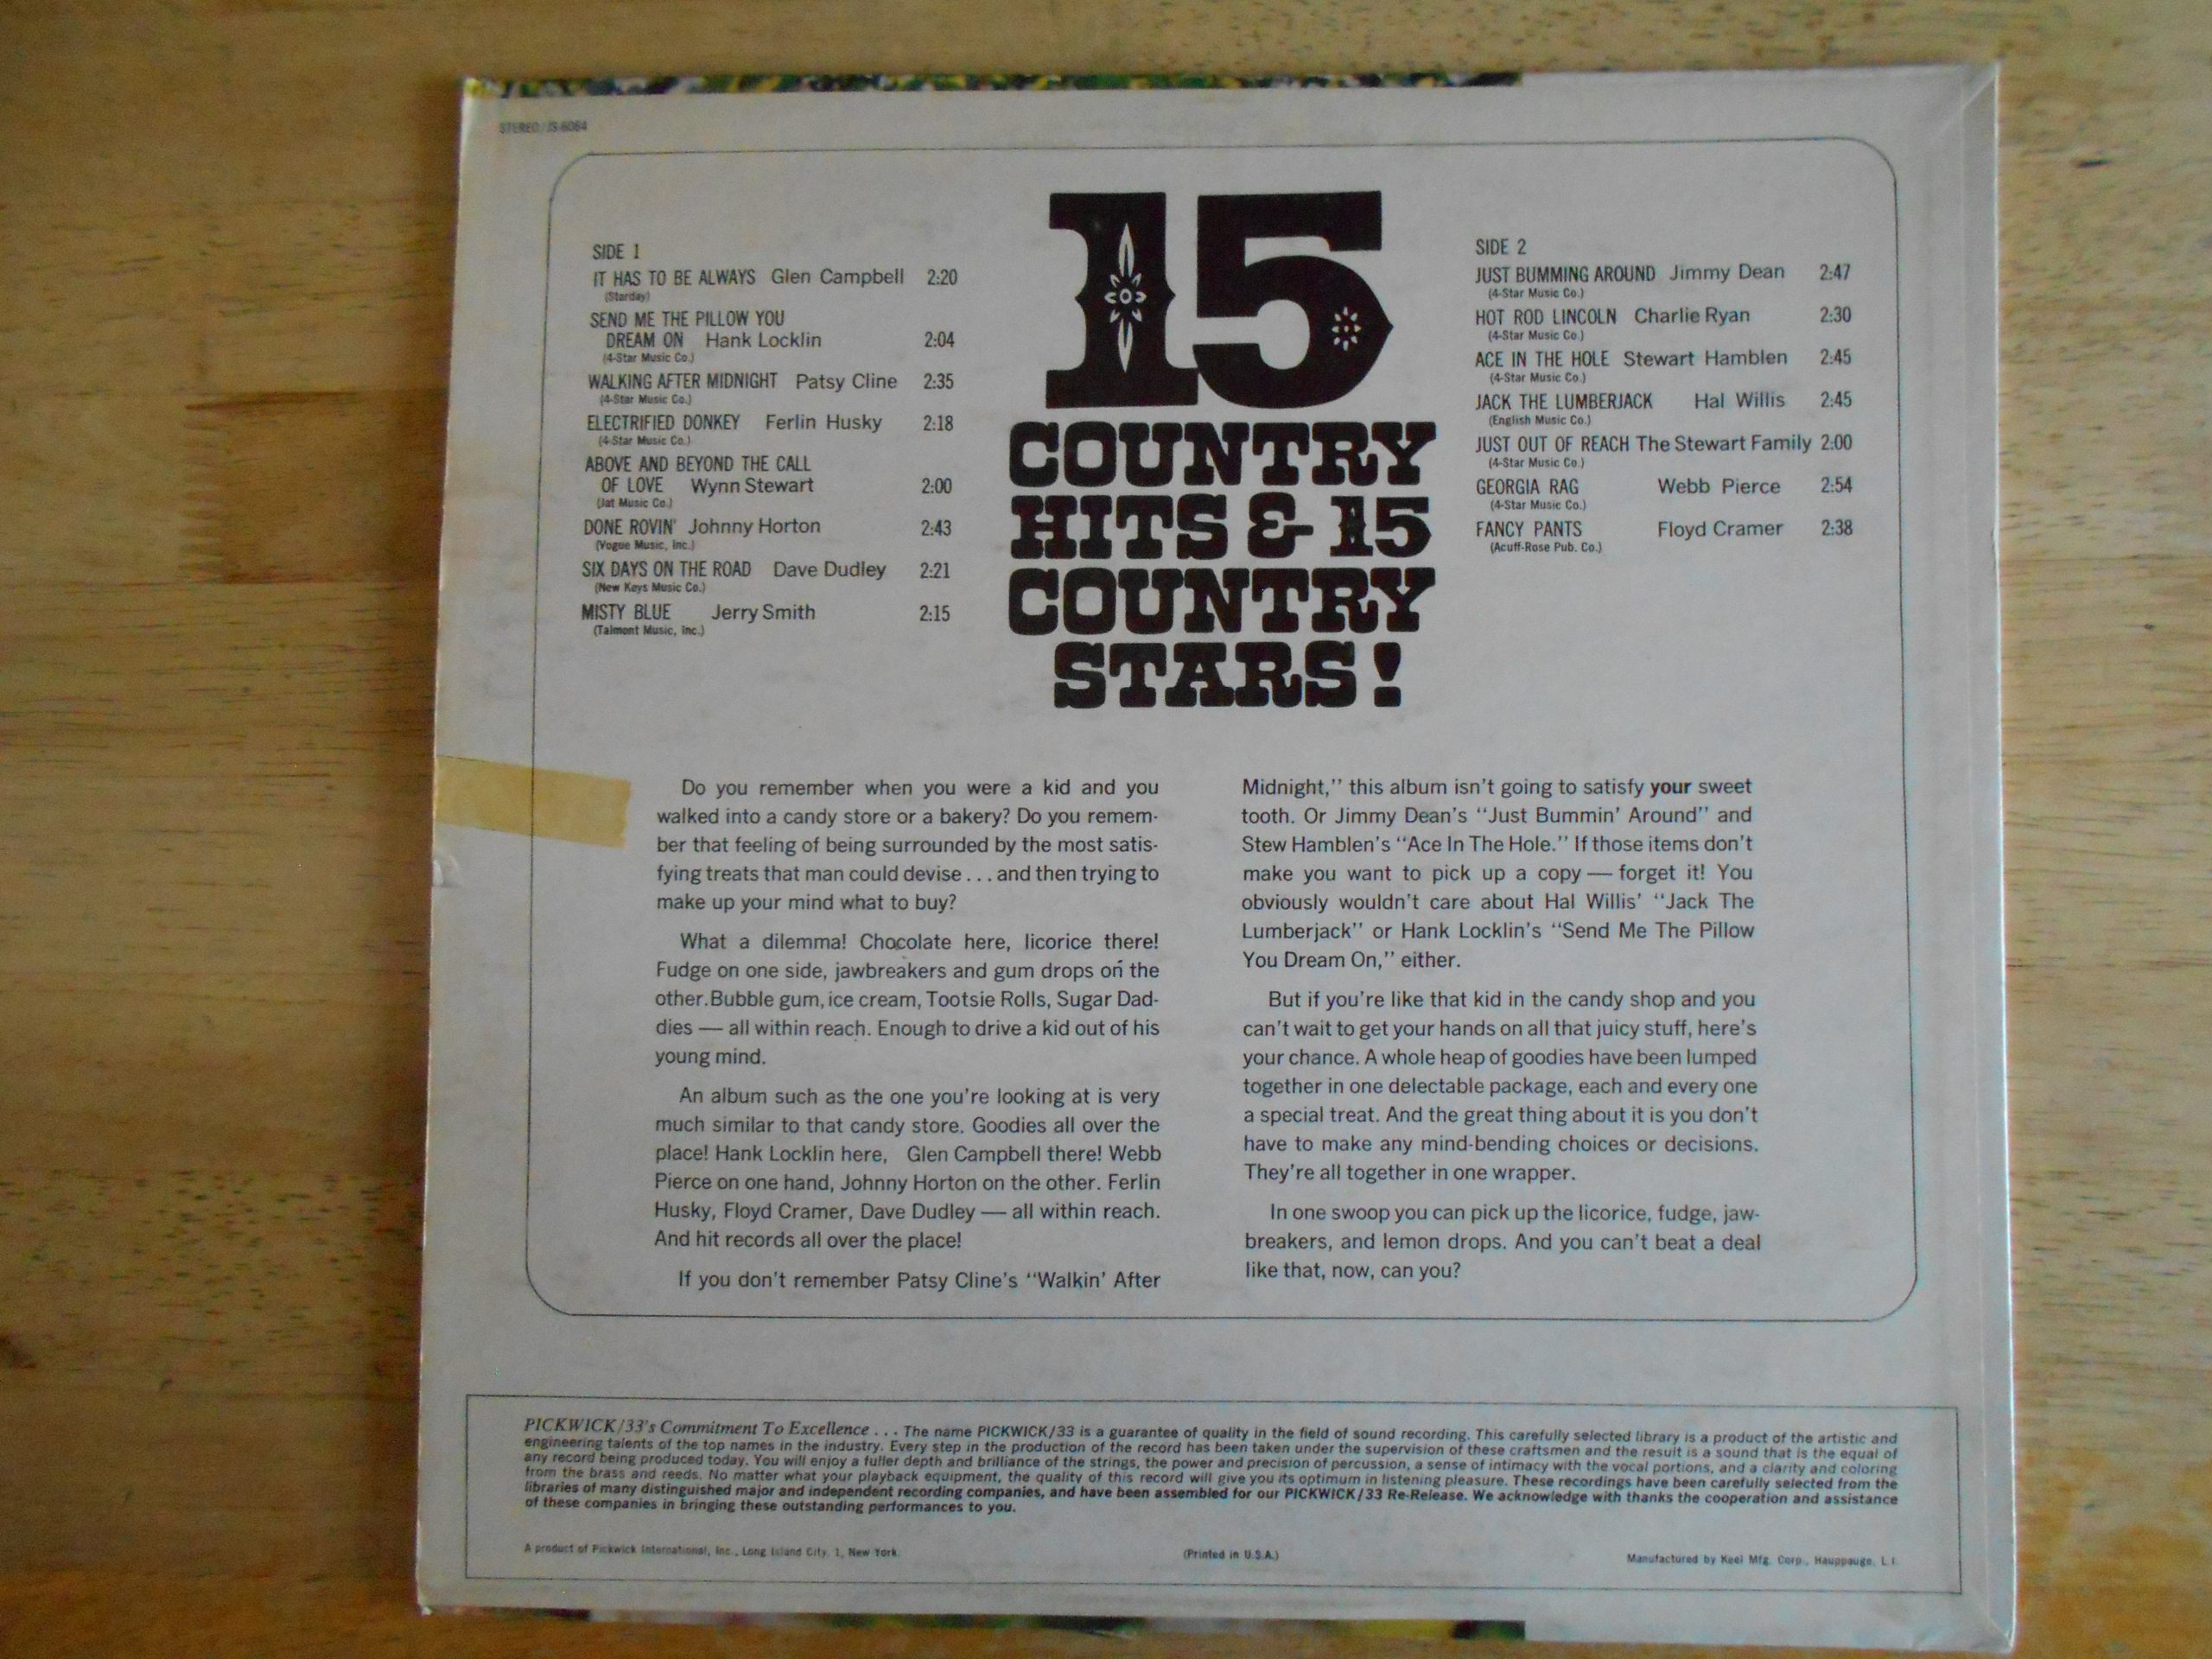 STEREO/JS-6064
SIDE 1
IT HAS TO BE ALWAYS Glen Campbell 2:20
(Starday)
SEND ME THE PILLOW YOU
DREAM ON Hank Locklin 2:04
(4-Star Music Co.)
WALKING AFTER MIDNIGHT Patsy Cline 2:35
(4-Star Music Co.)
ELECTRIFIED DONKEY Ferlin Husky 2:18
(4-Star Music Co.)
ABOVE AND BEYOND THE CALL
OF LOVE Wynn Stewart 2:00
(Jat Music Co.)
DONE ROVIN' Johnny Horton 2:43
(Vogue Music, Inc.)
SIX DAYS ON THE ROAD Dave Dudley 2:21
(New Keys Music Co.)
MISTY BLUE Jerry Smith 2:15
(Talmont Music, Inc.)
15
COUNTRY
HITS & 15
COUNTRY
STARS!
SIDE 2
JUST BUMMING AROUND Jimmy Dean 2:47
(4-Star Music Co.)
HOT ROD LINCOLN Charlie Ryan 2:30
(4-Star Music Co.)
ACE IN THE HOLE Stewart Hamblen 2:45
(4-Star Music Co.)
JACK THE LUMBERJACK Hal Willis 2:45
(English Music Co.)
JUST OUT OF REACH The Stewart Family 2:00
(4-Star Music Co.)
GEORGIA RAG Webb Pierce 2:54
(4-Star Music Co.)
FANCY PANTS Floyd Cramer 2:38
(Acuff-Rose Pub. Co.)
Do you remember when you were a kid and you
walked into a candy store or a bakery? Do you remem-
ber that feeling of being surrounded by the most satis-
fying treats that man could devise . . . and then trying to
make up your mind what to buy?
What a dilemma! Chocolate here, licorice there!
Fudge on one side, jawbreakers and gum drops on the
other. Bubble gum, ice cream, Tootsie Rolls, Sugar Dad-
dies — all within reach. Enough to drive a kid out of his
young mind.
An album such as the one you're looking at is very
much similar to that candy store. Goodies all over the
place! Hank Locklin here, Glen Campbell there! Webb
Pierce on one hand, Johnny Horton on the other. Ferlin
Husky, Floyd Cramer, Dave Dudley — all within reach.
And hit records all over the place!
If you don't remember Patsy Cline's "Walkin' After
Midnight," this album isn't going to satisfy your sweet
tooth. Or Jimmy Dean's "Just Bummin' Around" and
Stew Hamblen's "Ace In The Hole." If those items don't
make you want to pick up a copy — forget it! You
obviously wouldn't care about Hal Willis' "Jack The
Lumberjack" or Hank Locklin's "Send Me The Pillow
You Dream On," either.
But if you're like that kid in the candy shop and you
can't wait to get your hands on all that juicy stuff, here's
your chance. A whole heap of goodies have been lumped
together in one delectable package, each and every one
a special treat. And the great thing about it is you don't
have to make any mind-bending choices or decisions.
They're all together in one wrapper.
In one swoop you can pick up the licorice, fudge, jaw-
breakers, and lemon drops. And you can't beat a deal
like that, now, can you?
PICKWICK/33's Commitment To Excellence . . . The name PICKWICK/33 is a guarantee of quality in the field of sound recording. This carefully selected library is a product of the artistic and
engineering talents of the top names in the industry. Every step in the production of the record has been taken under the supervision of these craftsmen and the result is a sound that is the equal of
any record being produced today. You will enjoy a fuller depth and brilliance of the strings, the power and precision of percussion, a sense of intimacy with the vocal portions, and a clarity and coloring
from the brass and reeds. No matter what your playback equipment, the quality of this record will give you its optimum in listening pleasure. These recordings have been carefully selected from the
libraries of many distinguished major and independent recording companies, and have been assembled for our PICKWICK/33 Re-Release. We acknowledge with thanks the cooperation and assistance
of these companies in bringing these outstanding performances to you.
A product of Pickwick International, Inc., Long Island City, 1, New York. (Printed in U.S.A.) Manufactured by Keel Mfg. Corp., Hauppauge, L.I.